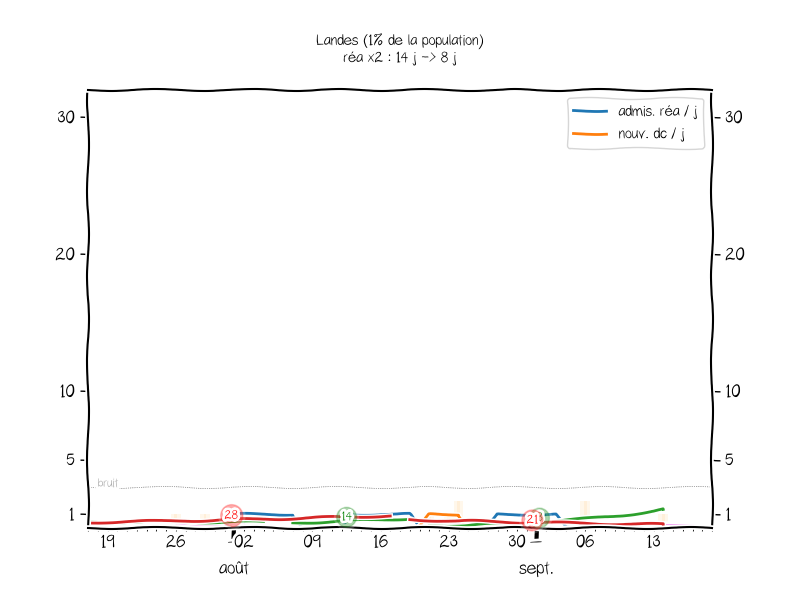 Landes (1% de la population)
réa x2 : 14 j -> 8 j
admis. réa / j
nouv. dc / j
30 30
20 20
10 10
5 5
bruit
1 1
28 14 21
19 26 02 09 16 23 30 06 13
août sept.